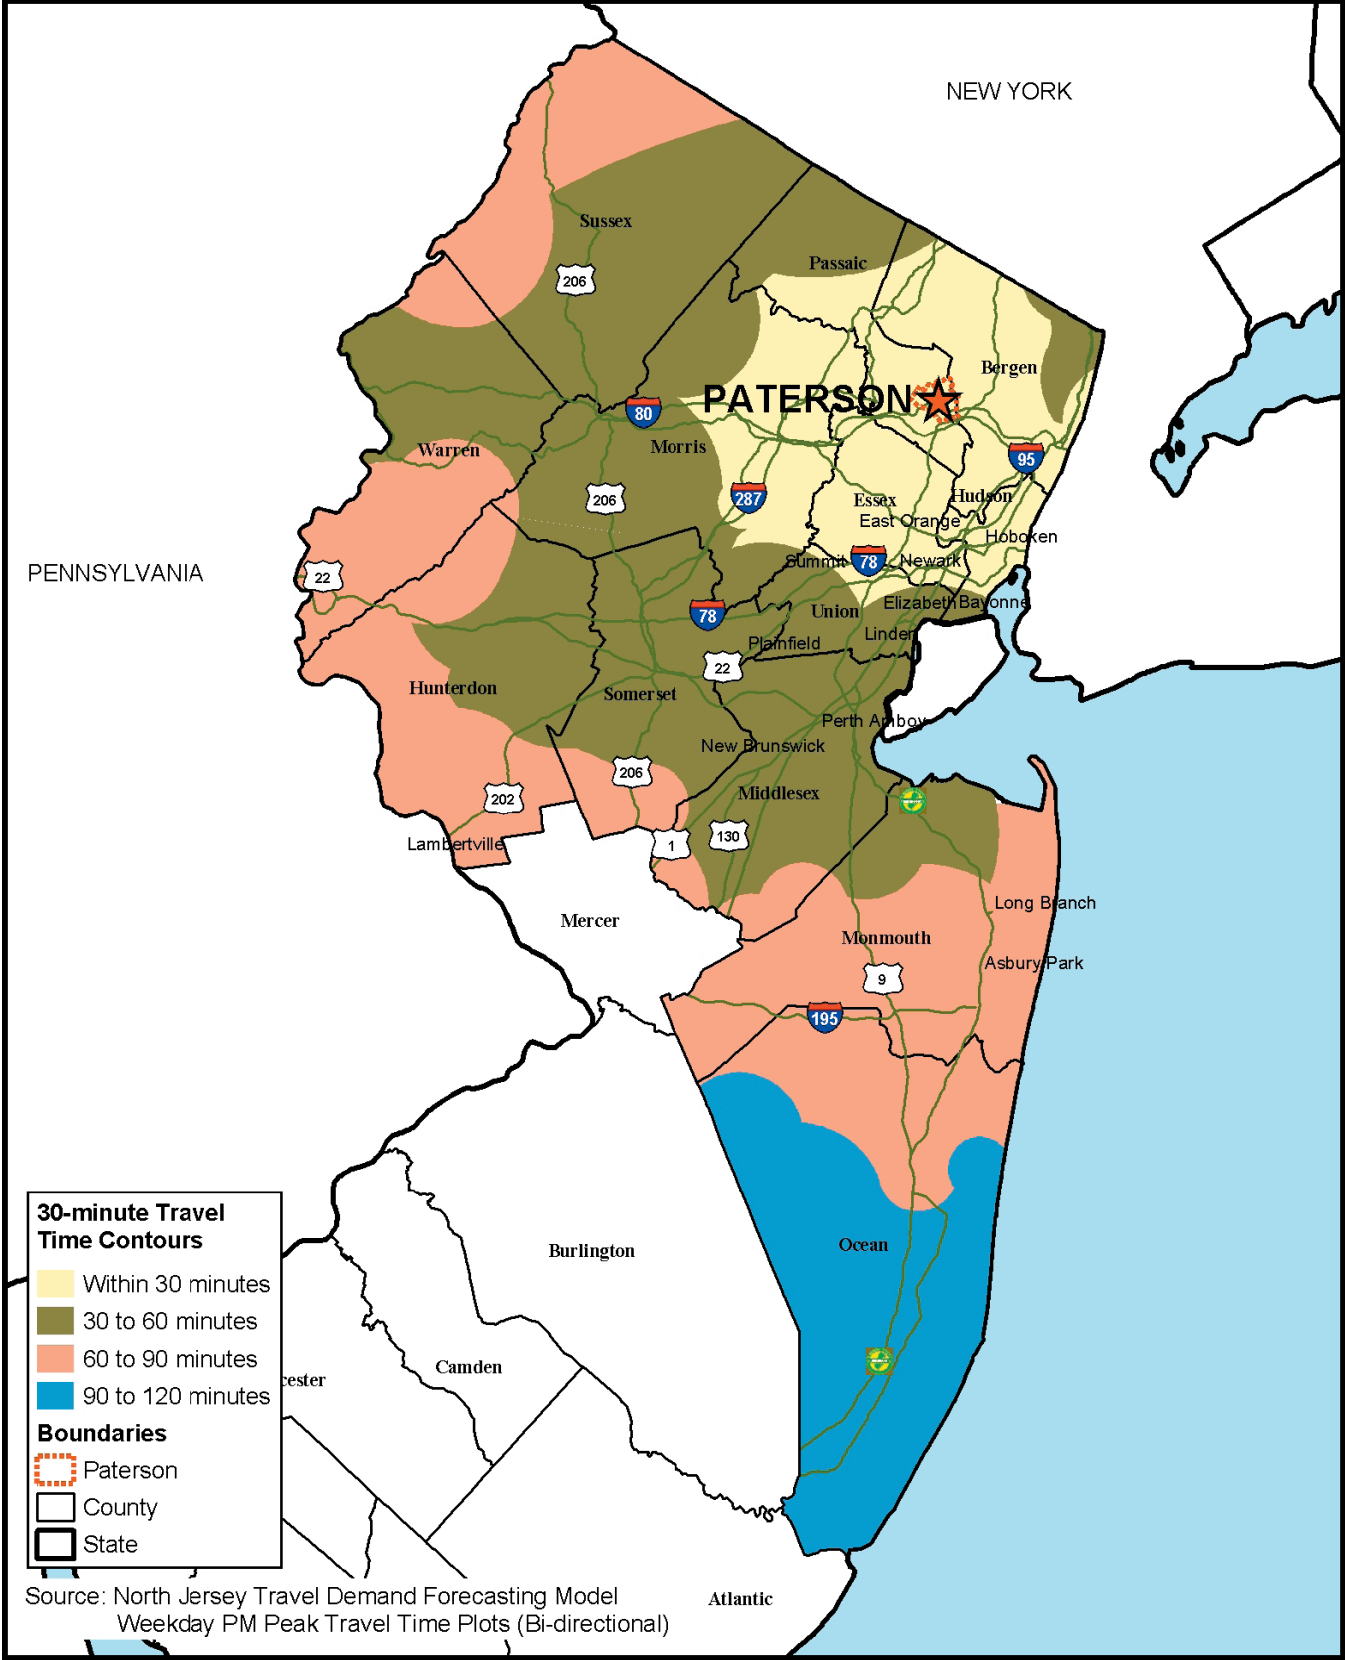 NEW YORK
Sussex
Passaic
206
Bergen
PATERSON
80
Morris
Warren
95
287
206
Essex
Hudson
East Orange
Hoboken
PENNSYLVANIA
22
Summit
78
Newark
Elizabeth
Bayonne
78
Union
Linden
Plainfield
22
Hunterdon
Somerset
Perth Amboy
New Brunswick
206
Middlesex
202
130
1
Lambertville
Long Branch
Mercer
Monmouth
Asbury Park
9
195
30-minute Travel
Time Contours
Within 30 minutes
30 to 60 minutes
60 to 90 minutes
90 to 120 minutes
Boundaries
Paterson
County
State
Ocean
Burlington
Camden
cester
Atlantic
Source: North Jersey Travel Demand Forecasting Model
Weekday PM Peak Travel Time Plots (Bi-directional)